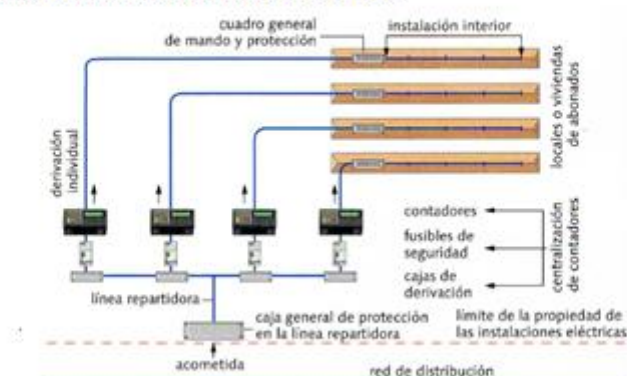 cuadro general
de mando y protección
instalación interior
locales o viviendas
de abonados
derivación
individual
contadores
fusibles de
seguridad
cajas de
derivación
centralización
de contadores
línea repartidora
caja general de protección
en la línea repartidora
límite de la propiedad de
las instalaciones eléctricas
acometida
red de distribución